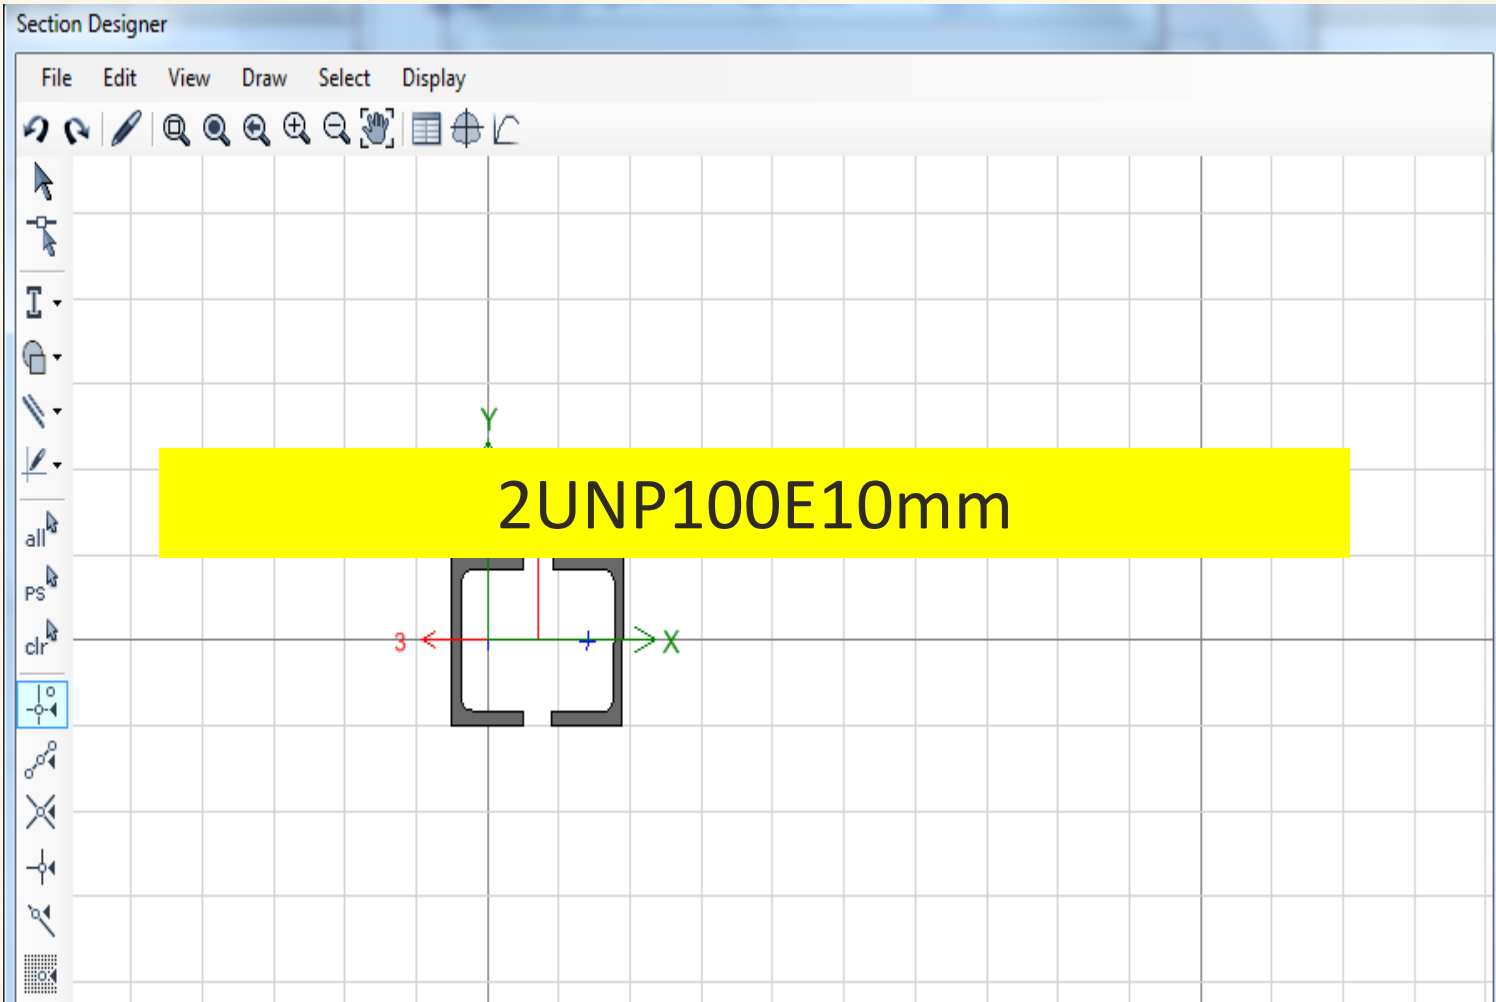 Section Designer
File Edit View Draw Select Display
Y
2UNP100E10mm
3 X
all
PS
clr